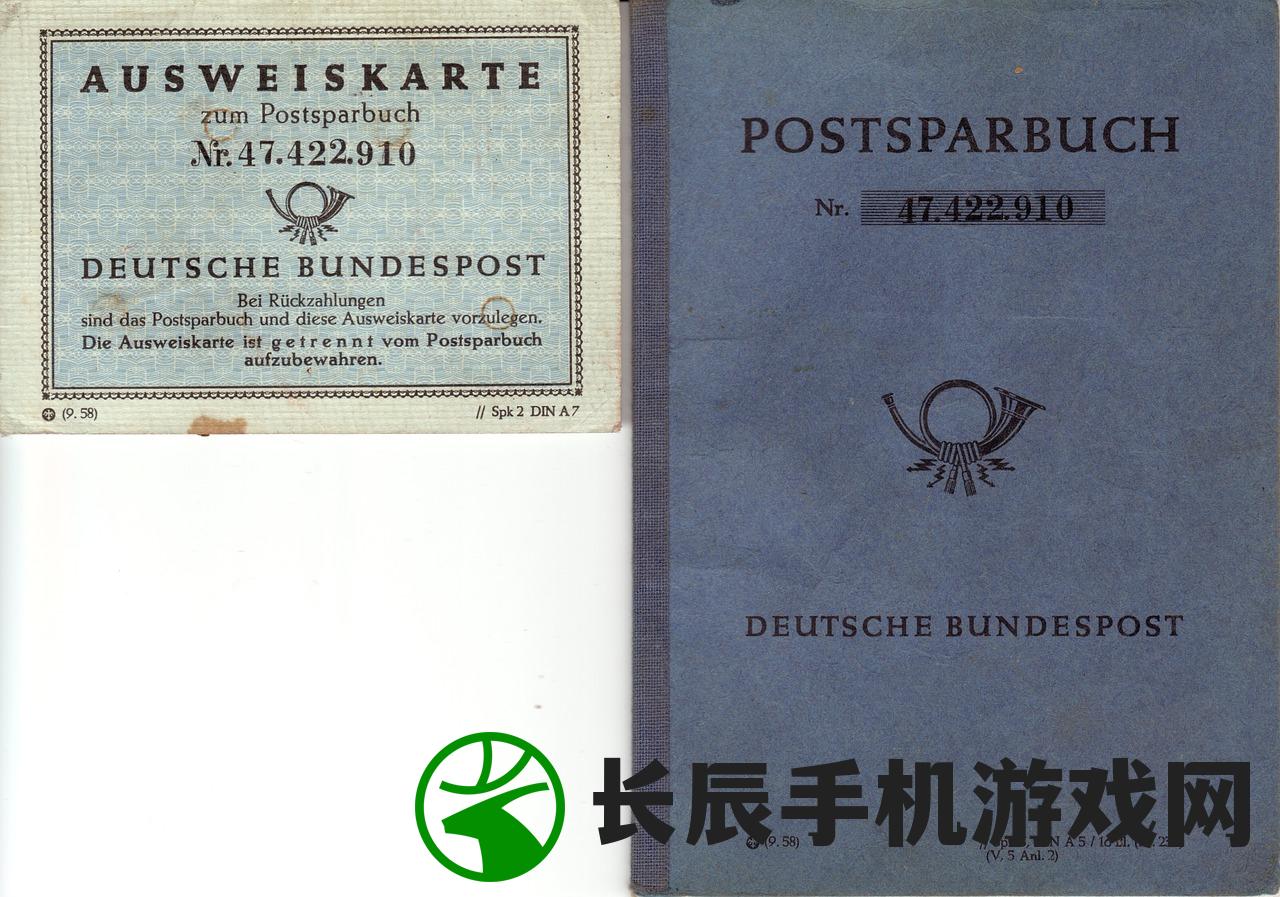 AUSWEISKARTE
zum Postsparbuch
Nr. 47.422.910
DEUTSCHE BUNDESPOST
Bei Rückzahlungen
sind das Postsparbuch und diese Ausweiskarte vorzulegen.
Die Ausweiskarte ist getrennt vom Postsparbuch
aufzubewahren.
(9. 58)
// Spk 2 DIN A 7
POSTSPARBUCH
Nr. 47.422.910
DEUTSCHE BUNDESPOST
长辰手机游戏网
(9. 58)
A 5 /
(V. 5 Anl. 2)